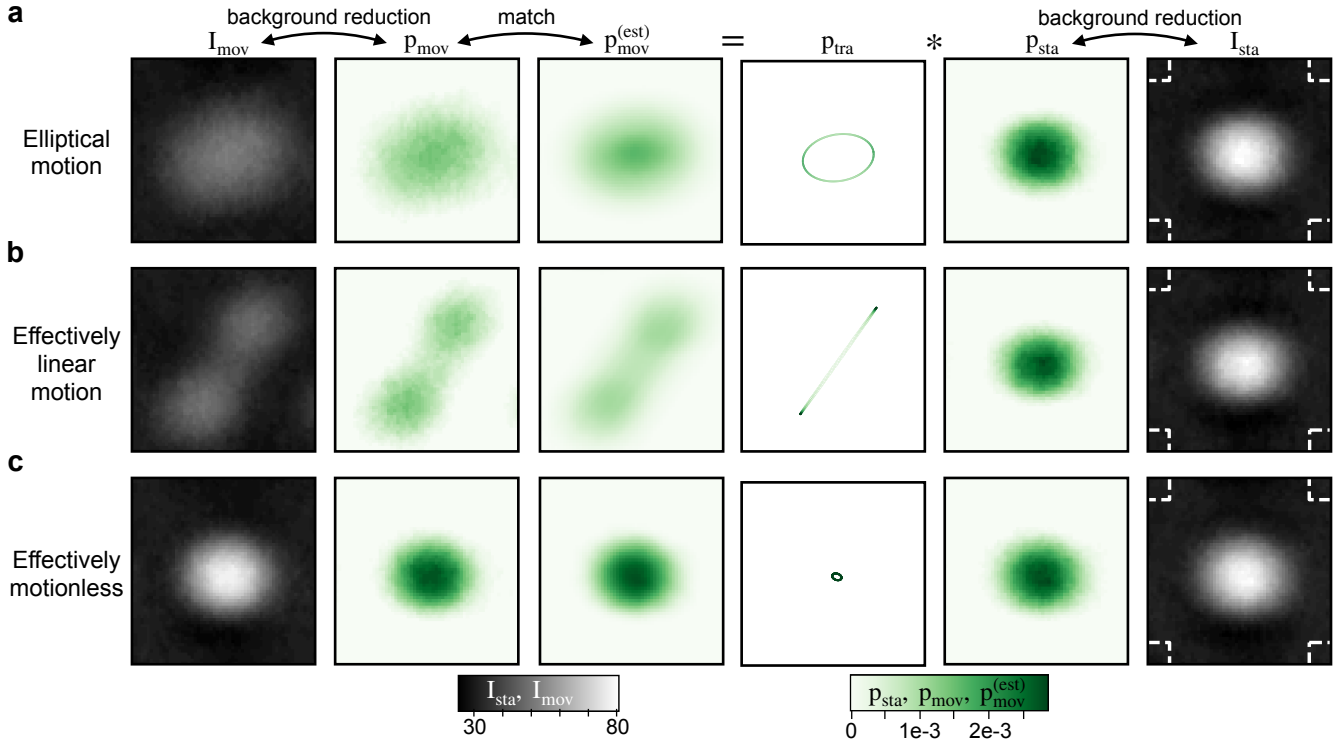 a
background reduction match background reduction
I_mov p_mov p_mov^(est) = p_tra * p_sta I_sta
Elliptical
motion
b
Effectively
linear
motion
c
Effectively
motionless
I_sta, I_mov
30 80
p_sta, p_mov, p_mov^(est)
0 1e-3 2e-3